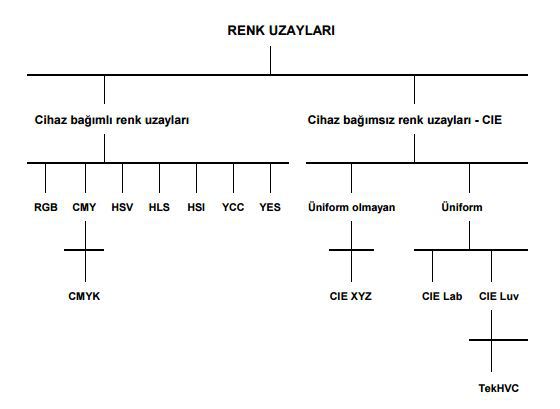 RENK UZAYLARI
Cihaz bağımlı renk uzayları
Cihaz bağımsız renk uzayları - CIE
RGB CMY HSV HLS HSI YCC YES
Üniform olmayan
Üniform
CMYK
CIE XYZ
CIE Lab
CIE Luv
TekHVC